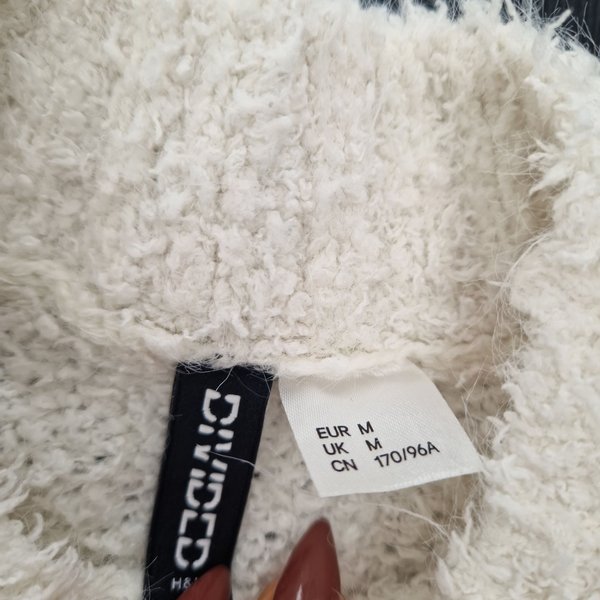 DIVIDED
H&
EUR M
UK M
CN 170/96A